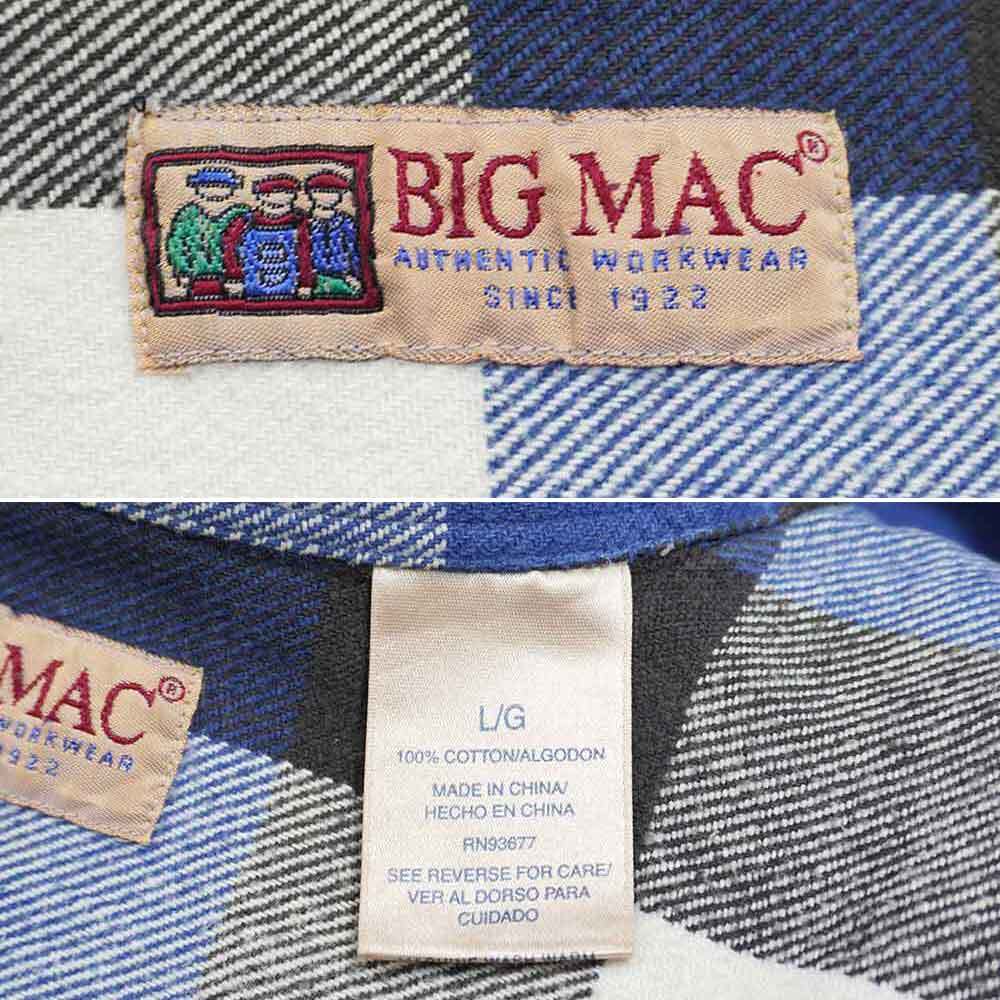 BIG MAC®
AUTHENTIC WORKWEAR
SINCE 1922
MAC®
WORKWEAR
1922
L/G
100% COTTON/ALGODON
MADE IN CHINA/
HECHO EN CHINA
RN93677
SEE REVERSE FOR CARE/
VER AL DORSO PARA
CUIDADO